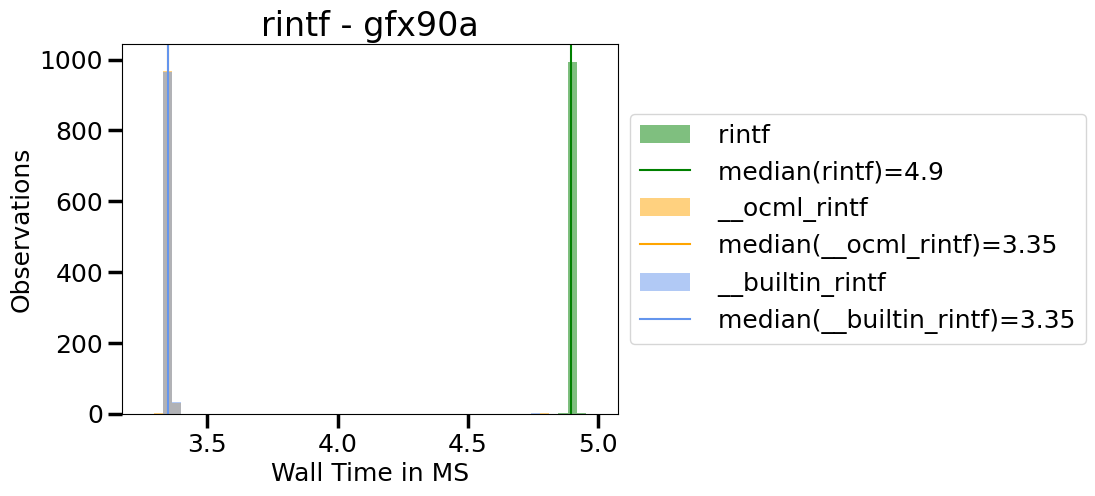 rintf - gfx90a
1000
800
600
400
200
0
Observations
3.5 4.0 4.5 5.0
Wall Time in MS
rintf
median(rintf)=4.9
__ocml_rintf
median(__ocml_rintf)=3.35
__builtin_rintf
median(__builtin_rintf)=3.35